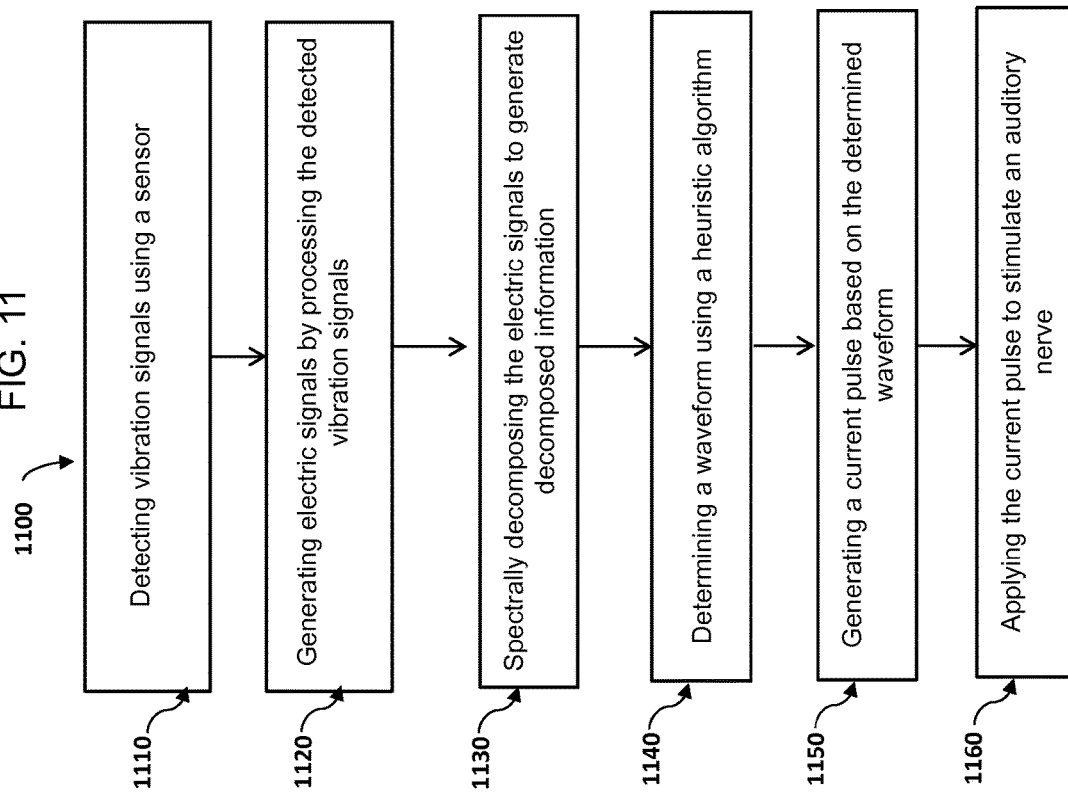 FIG. 11
1100
1110
Detecting vibration signals using a sensor
1120
Generating electric signals by processing the detected
vibration signals
1130
Spectrally decomposing the electric signals to generate
decomposed information
1140
Determining a waveform using a heuristic algorithm
1150
Generating a current pulse based on the determined
waveform
1160
Applying the current pulse to stimulate an auditory
nerve